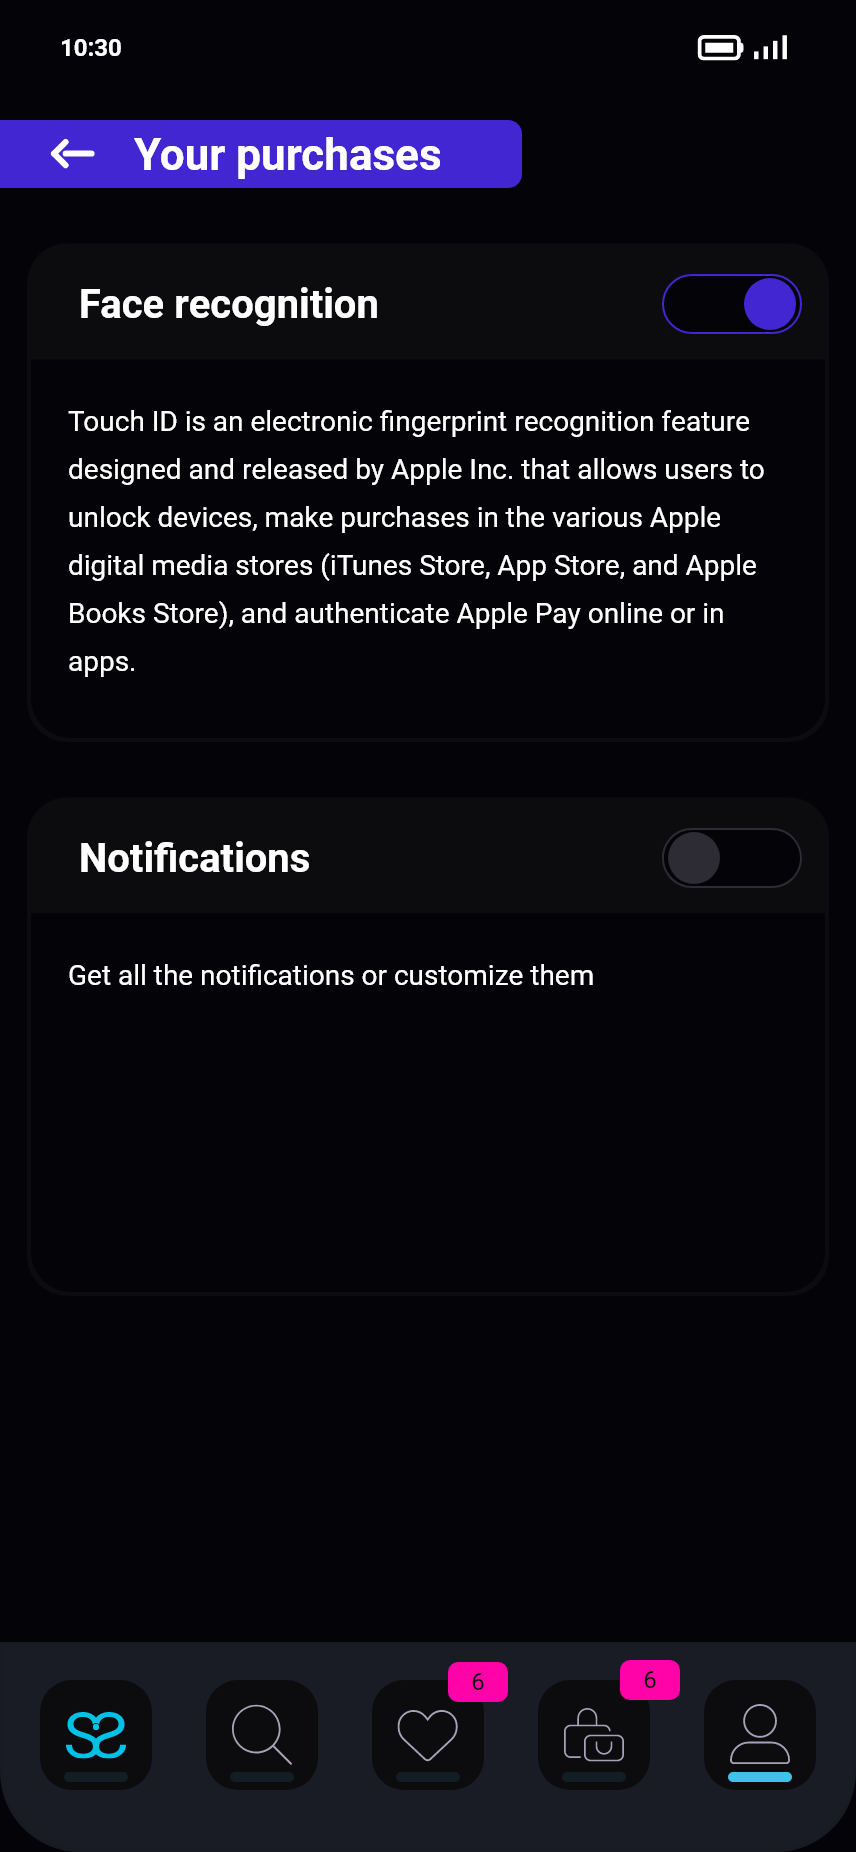 10:30
Your purchases
Face recognition
Touch ID is an electronic fingerprint recognition feature
designed and released by Apple Inc. that allows users to
unlock devices, make purchases in the various Apple
digital media stores (iTunes Store, App Store, and Apple
Books Store), and authenticate Apple Pay online or in
apps.
Notifications
Get all the notifications or customize them
6
6